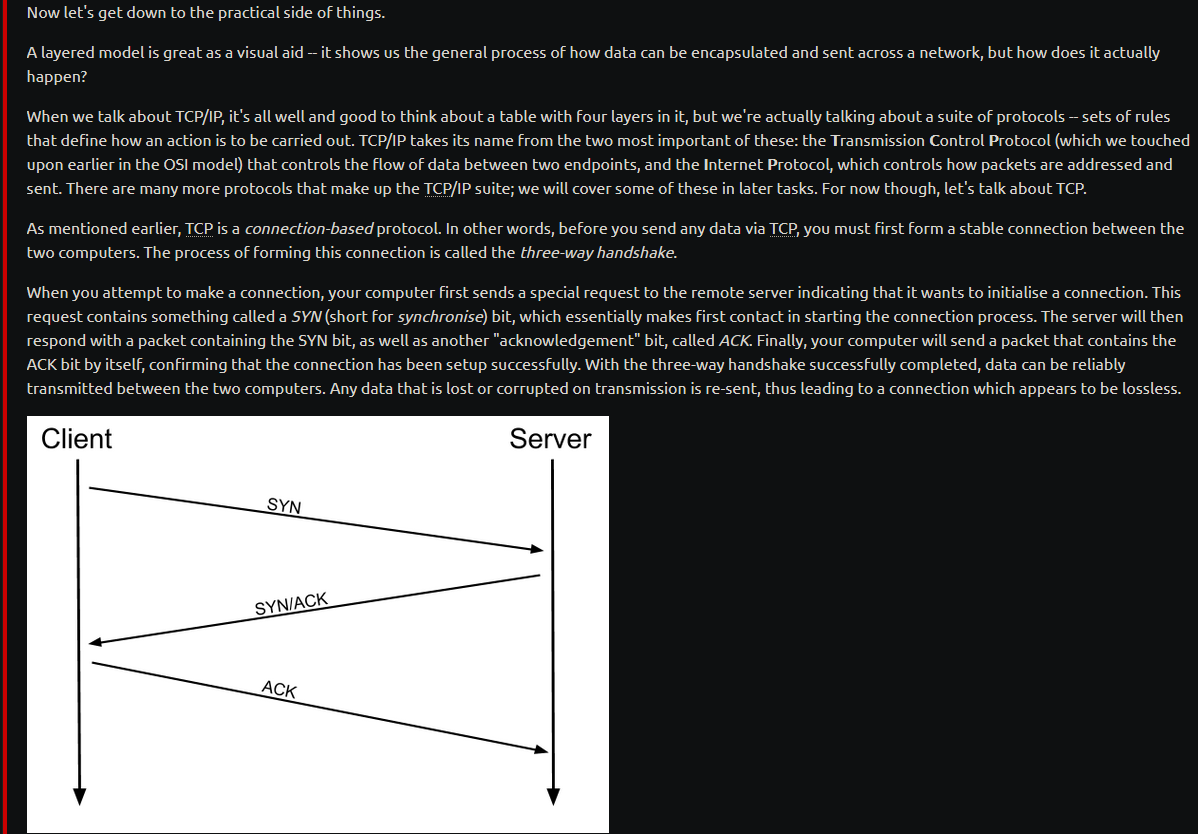 Now let's get down to the practical side of things.
A layered model is great as a visual aid -- it shows us the general process of how data can be encapsulated and sent across a network, but how does it actually
happen?
When we talk about TCP/IP, it's all well and good to think about a table with four layers in it, but we're actually talking about a suite of protocols -- sets of rules
that define how an action is to be carried out. TCP/IP takes its name from the two most important of these: the Transmission Control Protocol (which we touched
upon earlier in the OSI model) that controls the flow of data between two endpoints, and the Internet Protocol, which controls how packets are addressed and
sent. There are many more protocols that make up the TCP/IP suite; we will cover some of these in later tasks. For now though, let's talk about TCP.
As mentioned earlier, TCP is a connection-based protocol. In other words, before you send any data via TCP, you must first form a stable connection between the
two computers. The process of forming this connection is called the three-way handshake.
When you attempt to make a connection, your computer first sends a special request to the remote server indicating that it wants to initialise a connection. This
request contains something called a SYN (short for synchronise) bit, which essentially makes first contact in starting the connection process. The server will then
respond with a packet containing the SYN bit, as well as another "acknowledgement" bit, called ACK. Finally, your computer will send a packet that contains the
ACK bit by itself, confirming that the connection has been setup successfully. With the three-way handshake successfully completed, data can be reliably
transmitted between the two computers. Any data that is lost or corrupted on transmission is re-sent, thus leading to a connection which appears to be lossless.
Client
Server
SYN
SYN/ACK
ACK